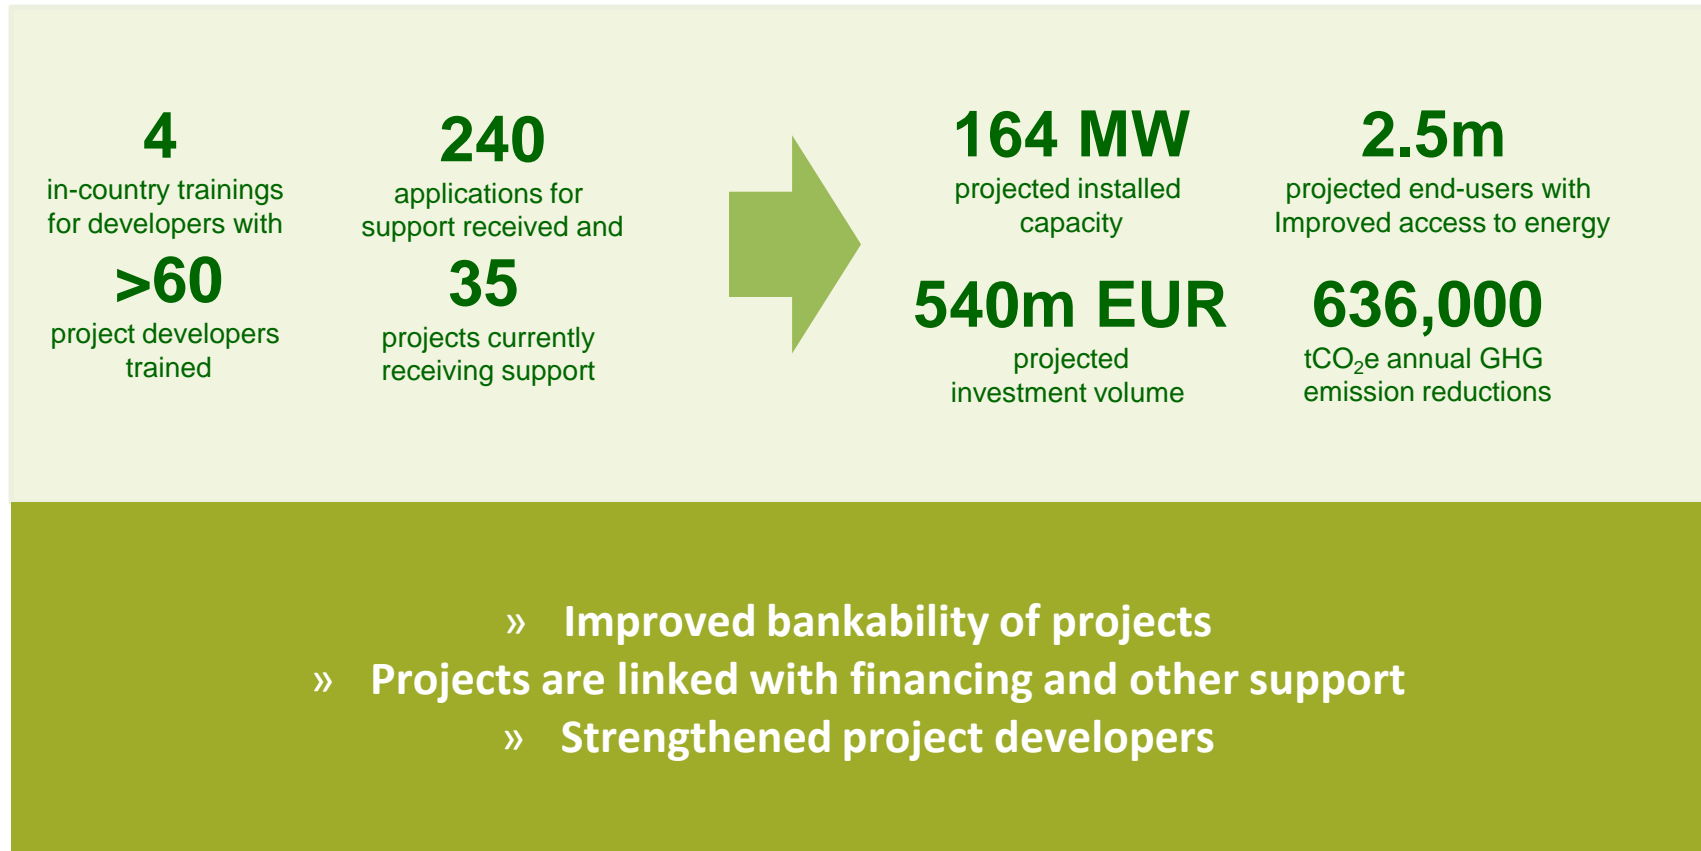 4
in-country trainings
for developers with
>60
project developers
trained
240
applications for
support received and
35
projects currently
receiving support
164 MW
projected installed
capacity
2.5m
projected end-users with
Improved access to energy
540m EUR
projected
investment volume
636,000
tCO₂e annual GHG
emission reductions
» Improved bankability of projects
» Projects are linked with financing and other support
» Strengthened project developers